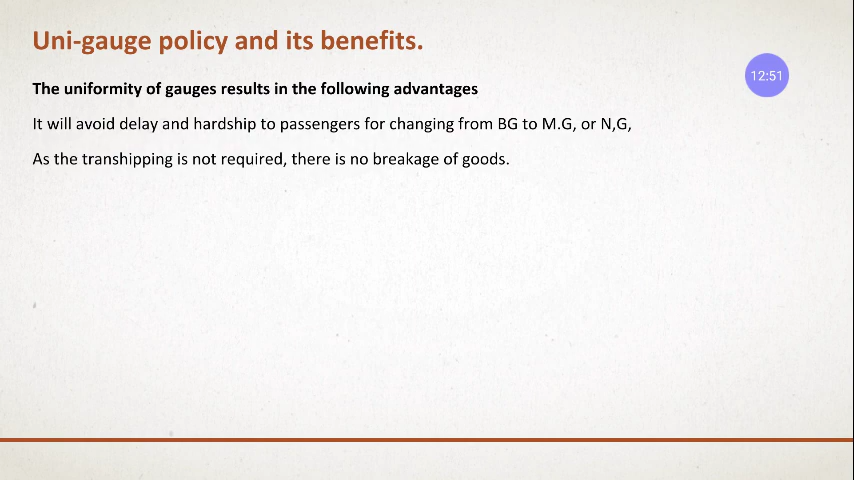 Uni-gauge policy and its benefits.
12:51
The uniformity of gauges results in the following advantages
It will avoid delay and hardship to passengers for changing from BG to M.G, or N,G,
As the transhipping is not required, there is no breakage of goods.